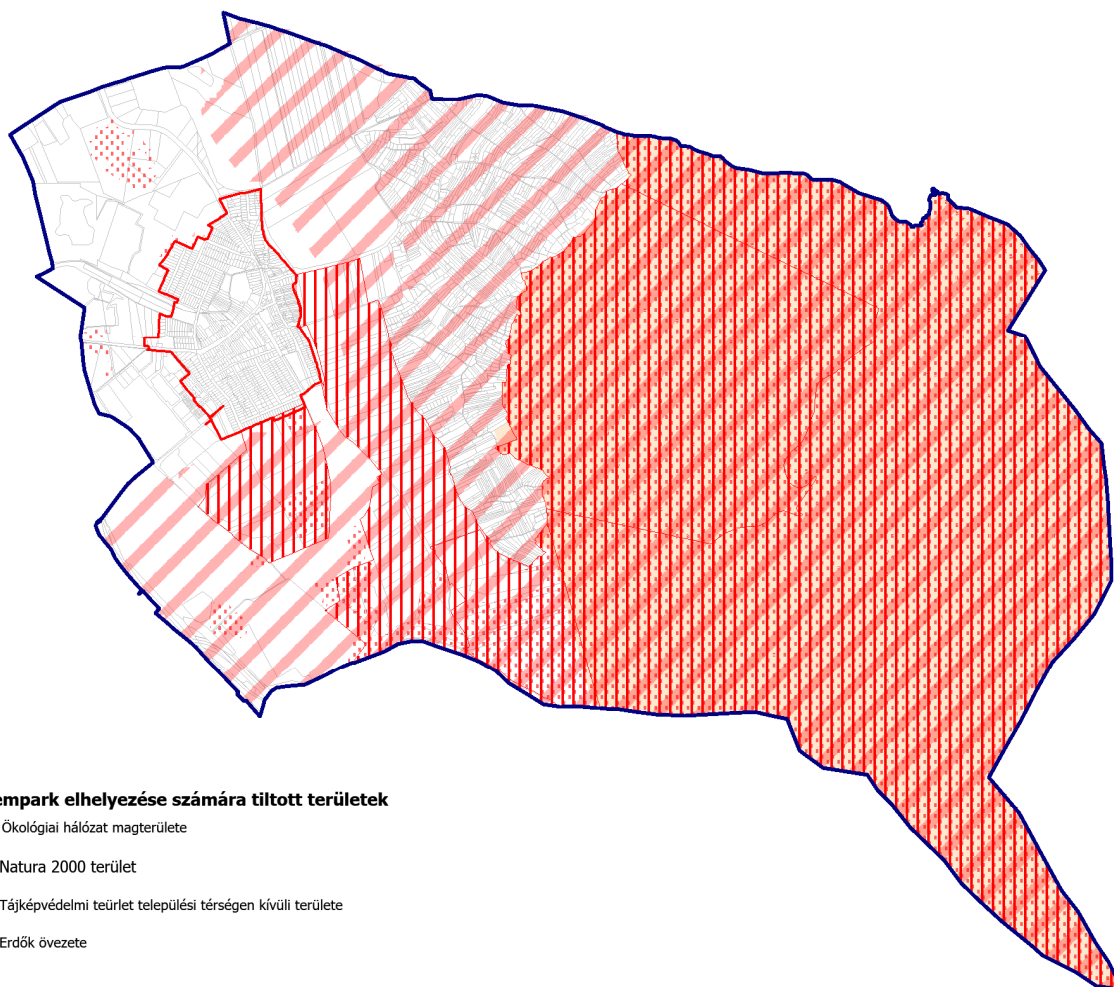 empark elhelyezése számára tiltott területek
Ökológiai hálózat magterülete
Natura 2000 terület
Tájképvédelmi teürlet települési térségen kívüli területe
Erdők övezete